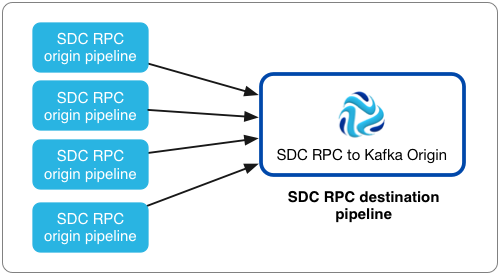 SDC RPC
origin pipeline
SDC RPC
origin pipeline
SDC RPC
origin pipeline
SDC RPC
origin pipeline
SDC RPC to Kafka Origin
SDC RPC destination
pipeline